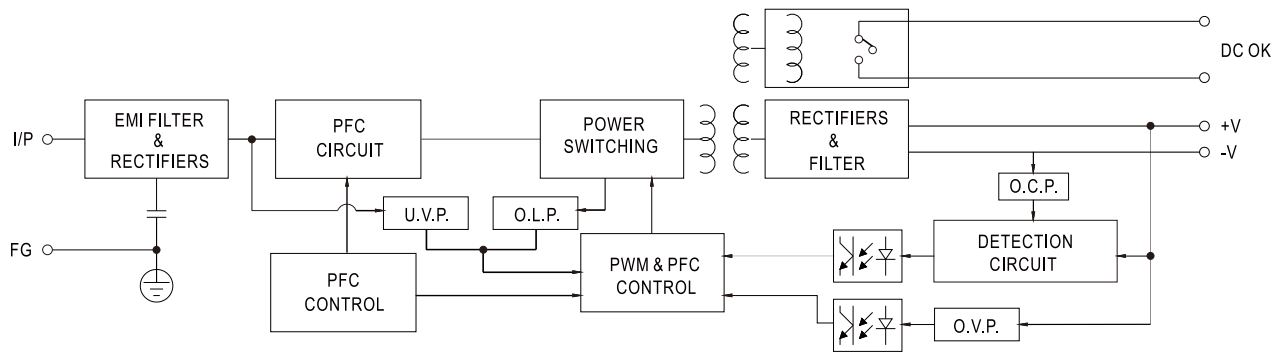 DC OK
I/P
EMI FILTER
&
RECTIFIERS
PFC
CIRCUIT
POWER
SWITCHING
RECTIFIERS
&
FILTER
+V
-V
O.C.P.
U.V.P.
O.L.P.
FG
DETECTION
CIRCUIT
PFC
CONTROL
PWM & PFC
CONTROL
O.V.P.